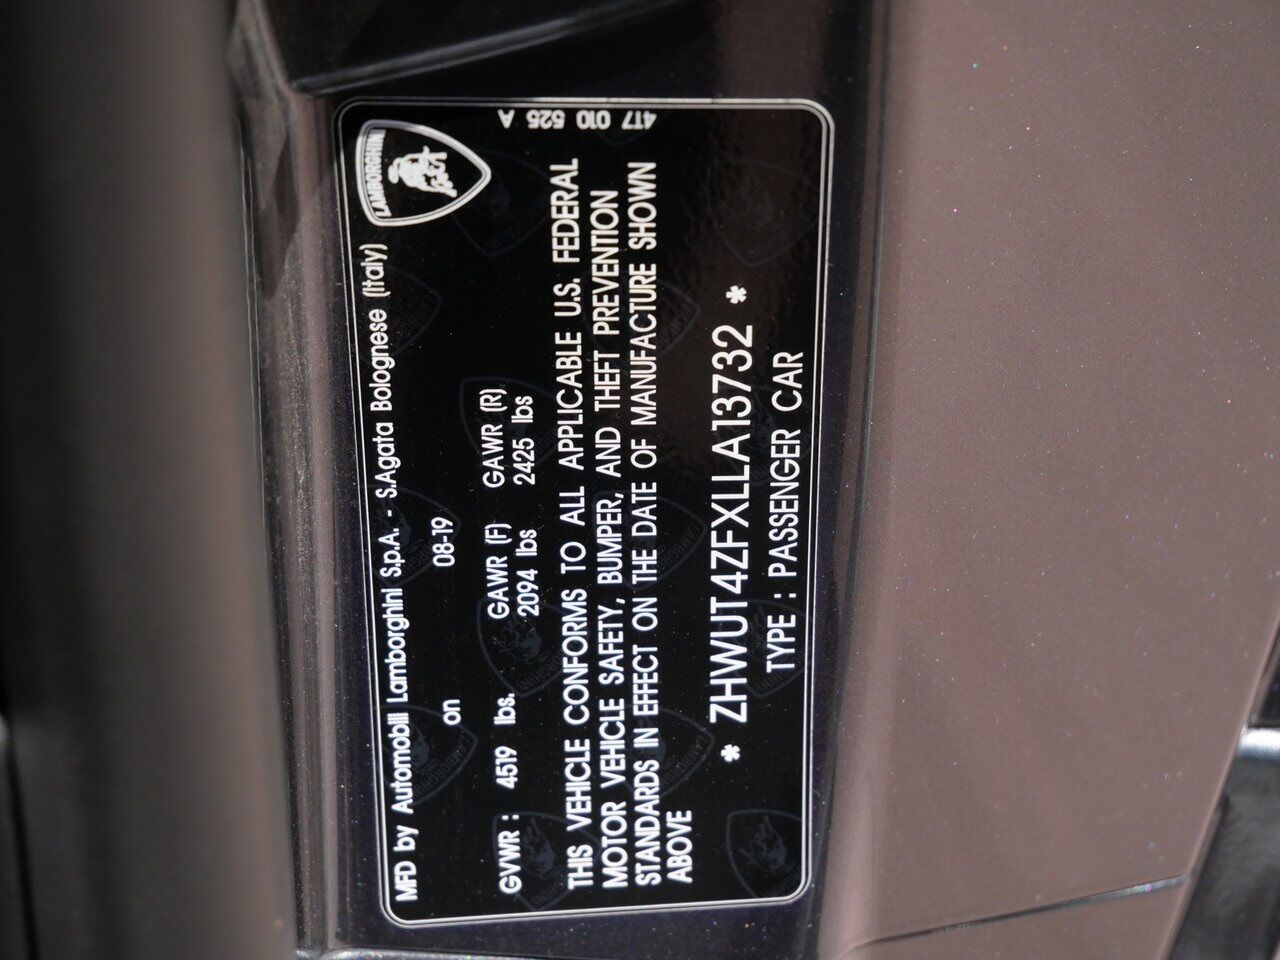 MFD by Automobili Lamborghini S.p.A. - S.Agata Bolognese (Italy)
LAMBORGHINI
on 08-19
GVWR : 4519 lbs. GAWR (F) GAWR (R)
2094 lbs 2425 lbs
THIS VEHICLE CONFORMS TO ALL APPLICABLE U.S. FEDERAL
MOTOR VEHICLE SAFETY, BUMPER, AND THEFT PREVENTION
STANDARDS IN EFFECT ON THE DATE OF MANUFACTURE SHOWN
ABOVE
* ZHWUT4ZFXLLA13732 *
TYPE : PASSENGER CAR
417 010 525 A